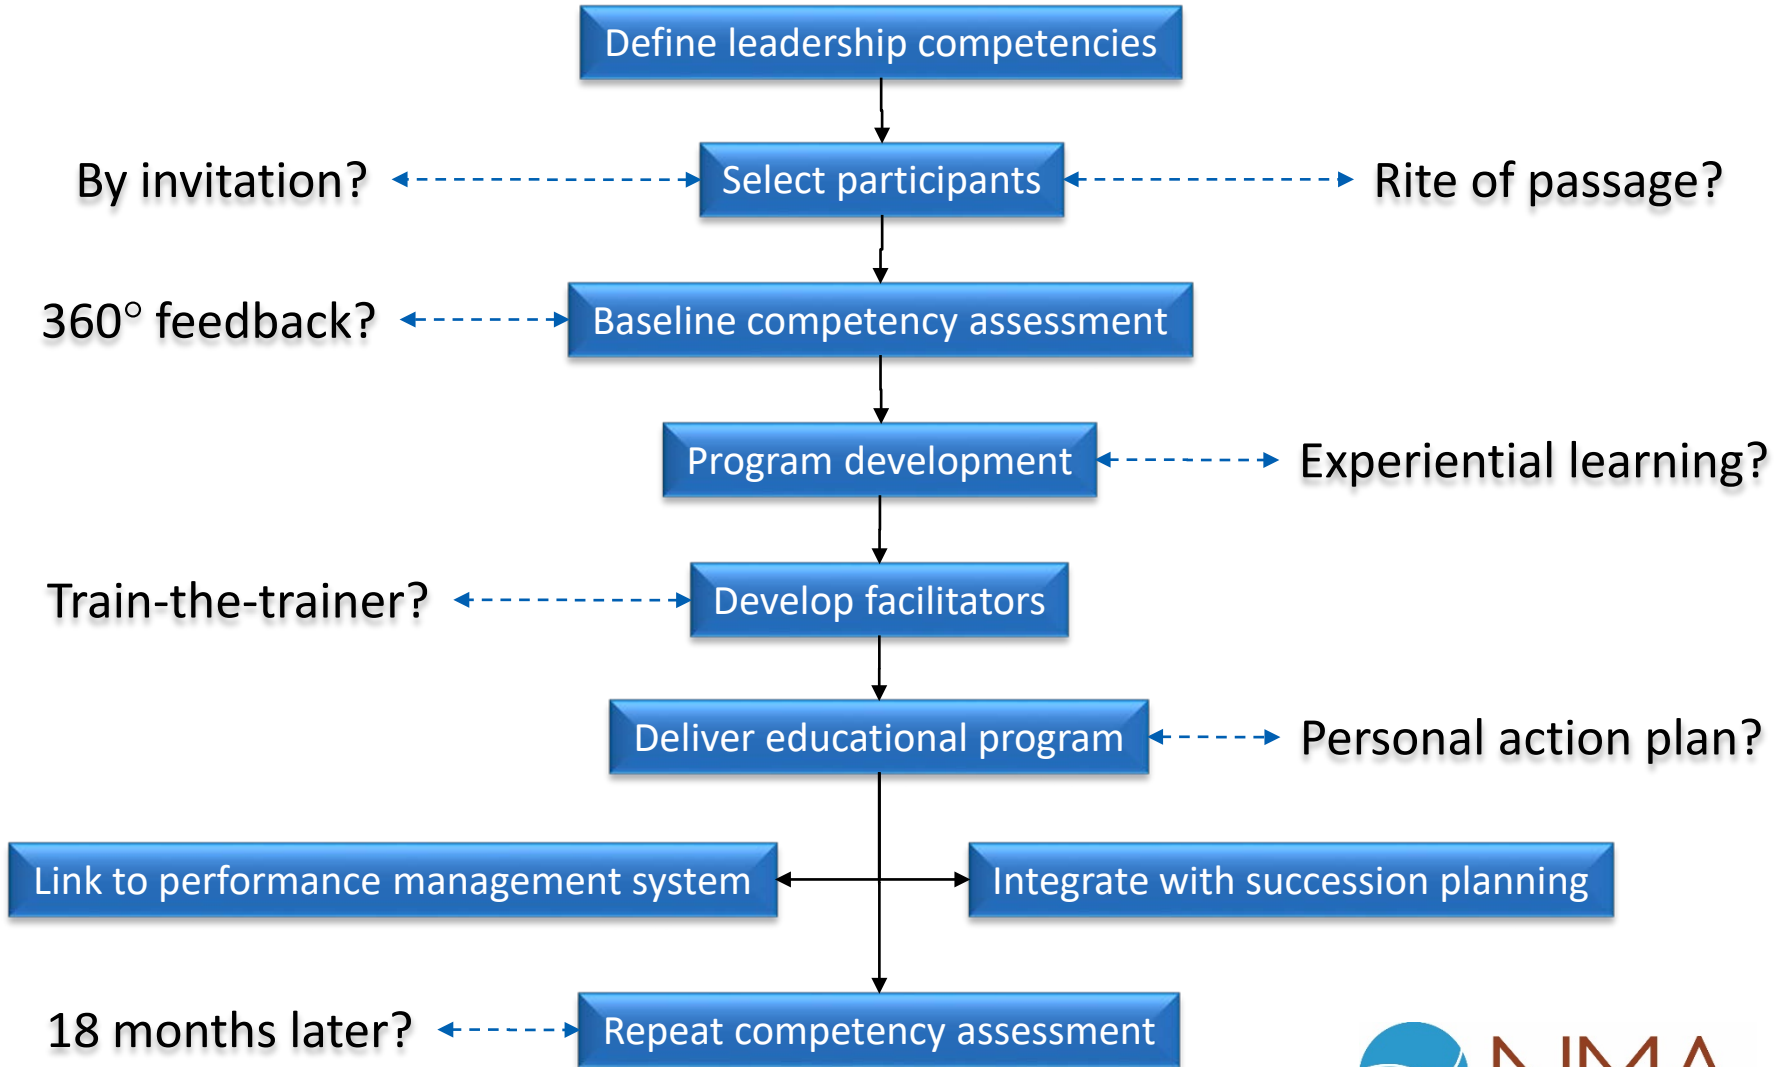 Define leadership competencies
By invitation?
Select participants
Rite of passage?
360° feedback?
Baseline competency assessment
Program development
Experiential learning?
Train-the-trainer?
Develop facilitators
Deliver educational program
Personal action plan?
Link to performance management system
Integrate with succession planning
18 months later?
Repeat competency assessment